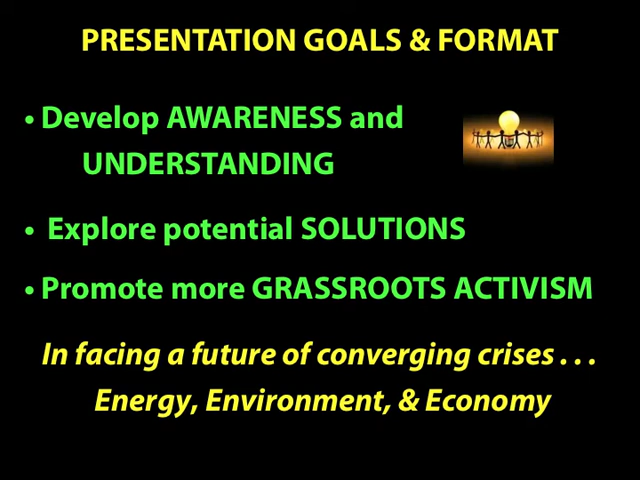 PRESENTATION GOALS & FORMAT
• Develop AWARENESS and
UNDERSTANDING
• Explore potential SOLUTIONS
• Promote more GRASSROOTS ACTIVISM
In facing a future of converging crises . . .
Energy, Environment, & Economy